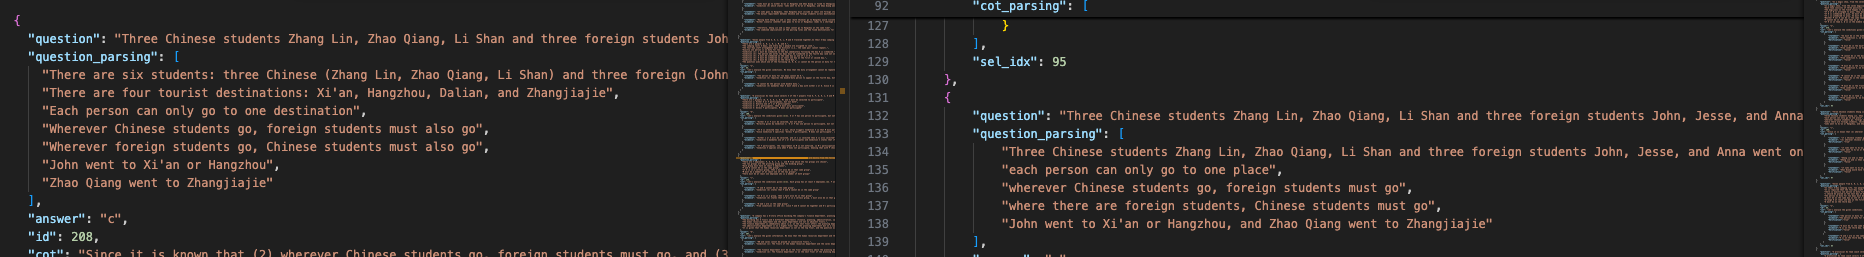 {
"question": "Three Chinese students Zhang Lin, Zhao Qiang, Li Shan and three foreign students Joh
"question_parsing": [
"There are six students: three Chinese (Zhang Lin, Zhao Qiang, Li Shan) and three foreign (John
"There are four tourist destinations: Xi'an, Hangzhou, Dalian, and Zhangjiajie",
"Each person can only go to one destination",
"Wherever Chinese students go, foreign students must also go",
"Wherever foreign students go, Chinese students must also go",
"John went to Xi'an or Hangzhou",
"Zhao Qiang went to Zhangjiajie"
],
"answer": "c",
"id": 208,
"cot": "Since it is known that (2) wherever Chinese students go, foreign students must go, and (3
92 "cot_parsing": [
127 }
128 ],
129 "sel_idx": 95
130 },
131 {
132 "question": "Three Chinese students Zhang Lin, Zhao Qiang, Li Shan and three foreign students John, Jesse, and Anna
133 "question_parsing": [
134 "Three Chinese students Zhang Lin, Zhao Qiang, Li Shan and three foreign students John, Jesse, and Anna went on
135 "each person can only go to one place",
136 "wherever Chinese students go, foreign students must go",
137 "where there are foreign students, Chinese students must go",
138 "John went to Xi'an or Hangzhou, and Zhao Qiang went to Zhangjiajie"
139 ],